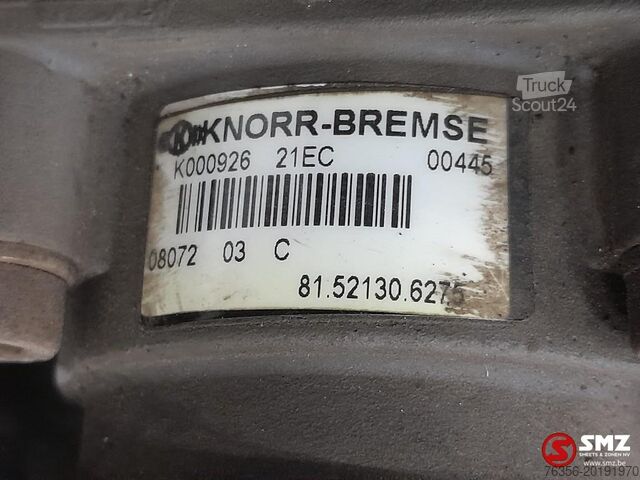 Truck
Scout24
KNORR-BREMSE
K000926 21EC 00445
08072 03 C
81.52130.6275
SMZ
SMEETS & ZONEN NV
www.smz.be
76356-20191970